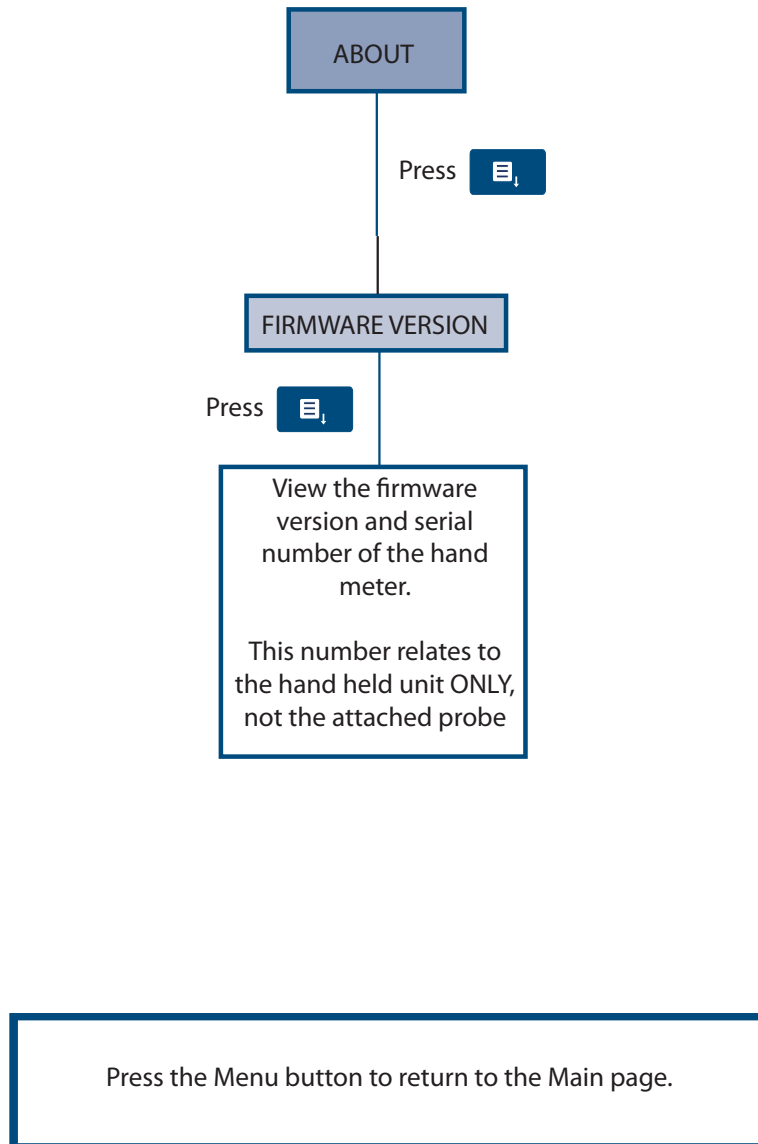 ABOUT
Press
FIRMWARE VERSION
Press
View the firmware
version and serial
number of the hand
meter.
This number relates to
the hand held unit ONLY,
not the attached probe
Press the Menu button to return to the Main page.